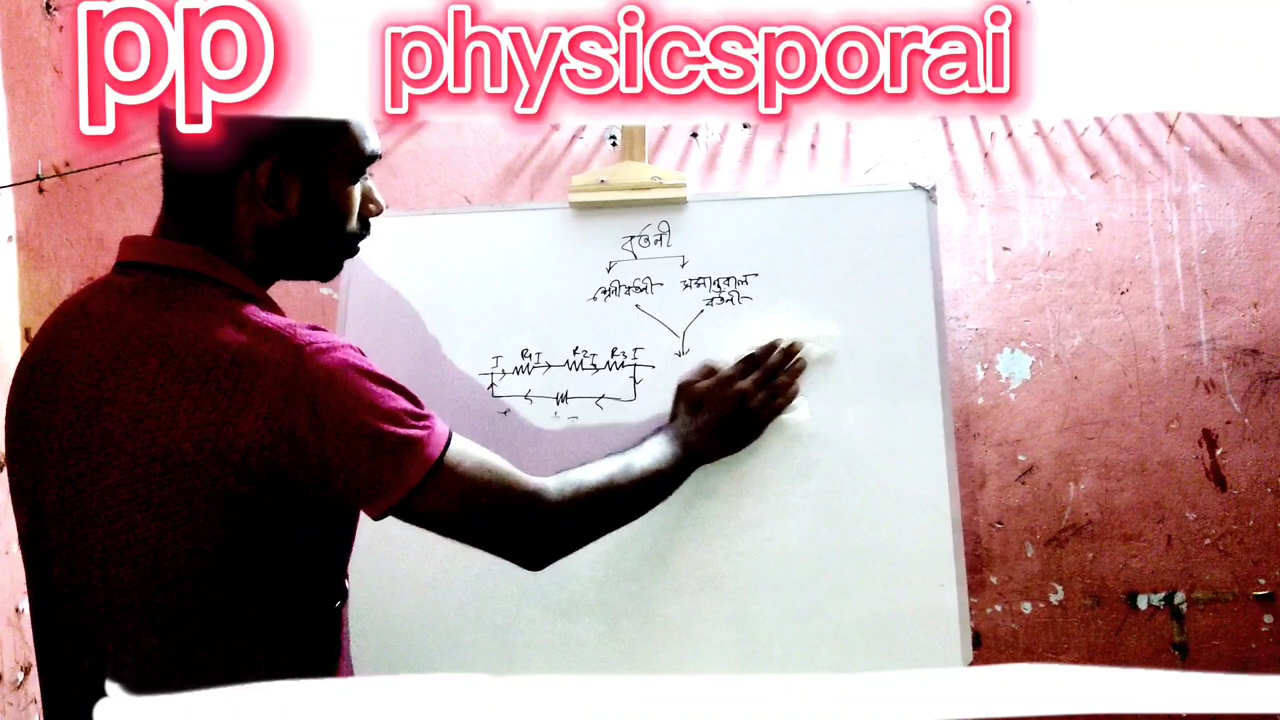 pp physicsporai
বর্তনী
শ্রেণীবর্তনী সমান্তরাল
বর্তনী
I R1 I R2 I R3 I
+ -